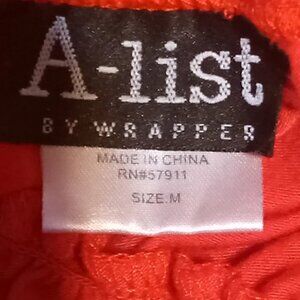 A-list
BY WRAPPER
MADE IN CHINA
RN#57911
SIZE M